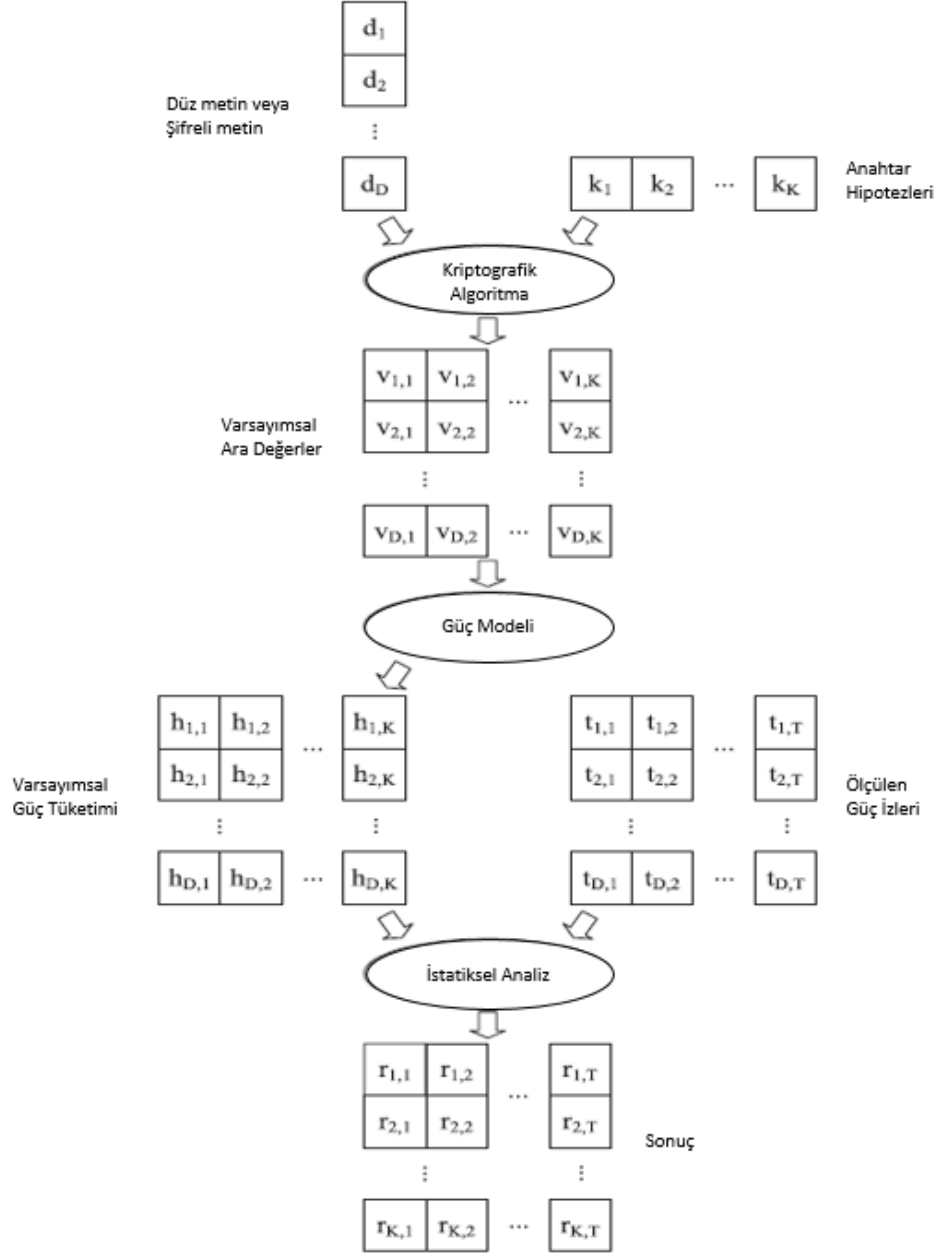 d1
d2
Düz metin veya
Şifreli metin
⋮
dD
k1 k2 ... kK
Anahtar
Hipotezleri
Kriptografik
Algoritma
v1,1 v1,2 ... v1,K
v2,1 v2,2 v2,K
Varsayımsal
Ara Değerler
⋮ ⋮
vD,1 vD,2 ... vD,K
Güç Modeli
h1,1 h1,2 ... h1,K
h2,1 h2,2 h2,K
Varsayımsal
Güç Tüketimi
⋮ ⋮
hD,1 hD,2 ... hD,K
t1,1 t1,2 ... t1,T
t2,1 t2,2 t2,T
Ölçülen
Güç İzleri
⋮ ⋮
tD,1 tD,2 ... tD,T
İstatiksel Analiz
r1,1 r1,2 ... r1,T
r2,1 r2,2 r2,T
Sonuç
⋮ ⋮
rK,1 rK,2 ... rK,T